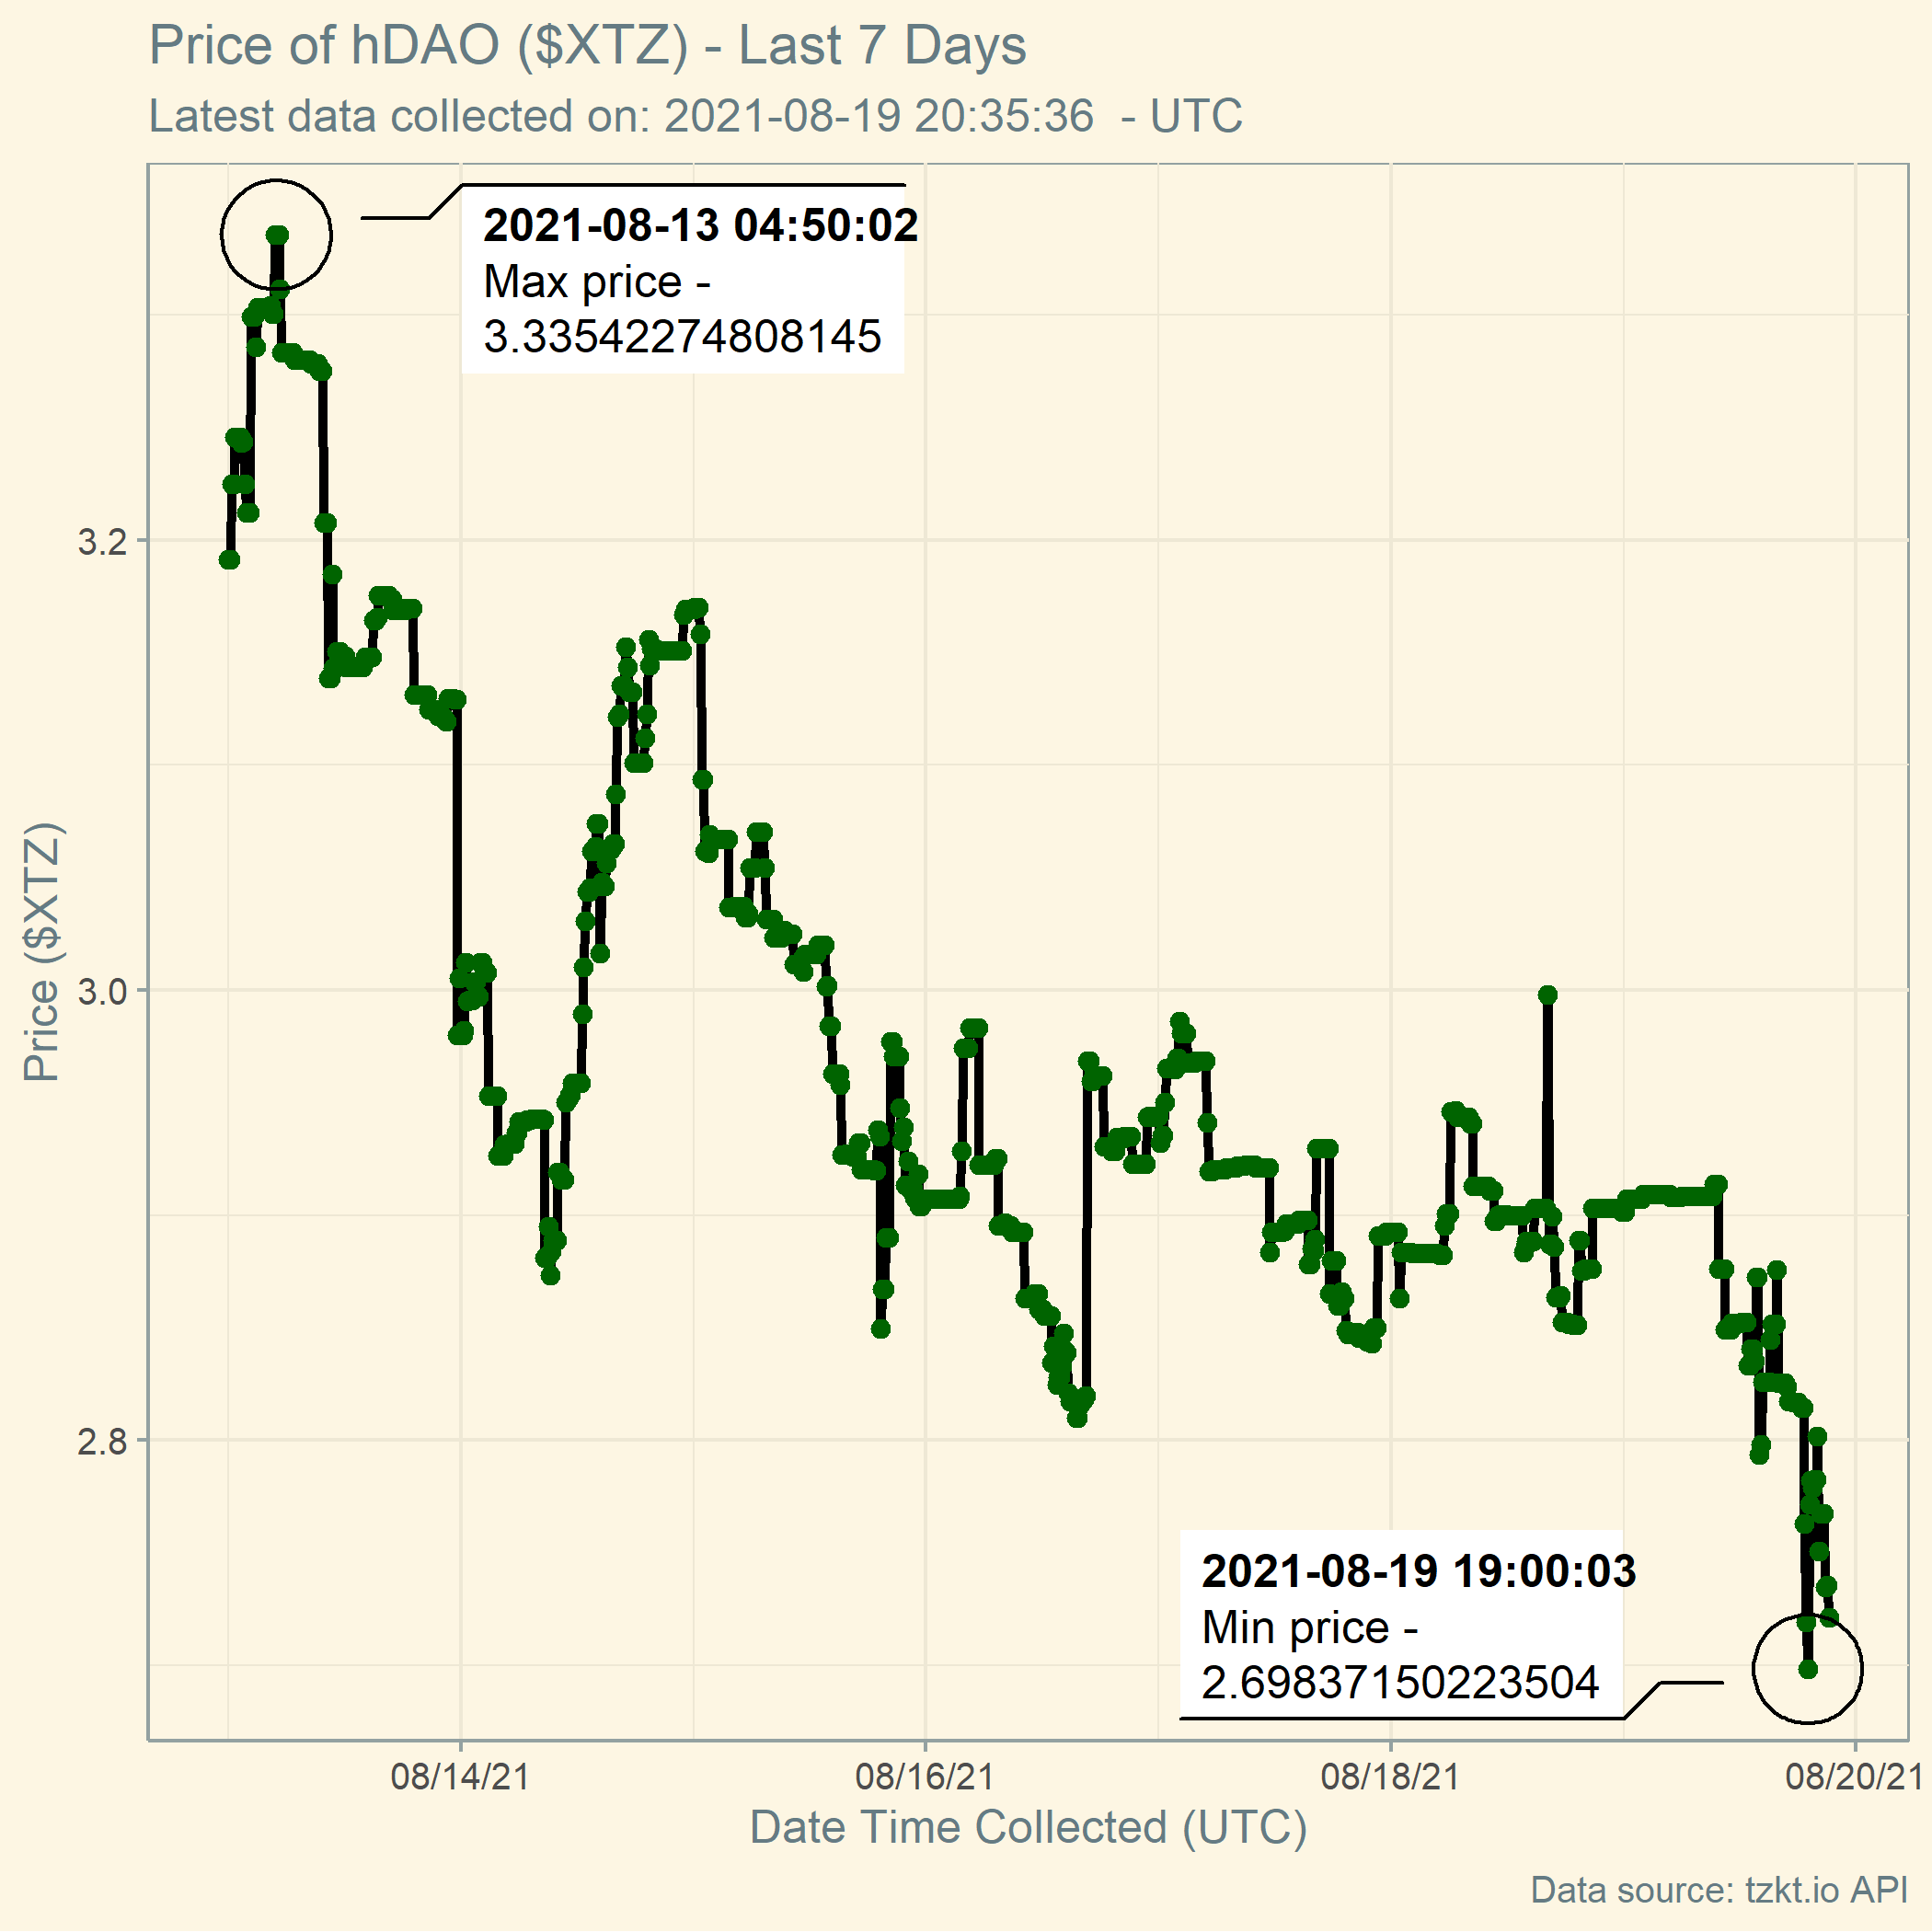 Price of hDAO ($XTZ) - Last 7 Days
Latest data collected on: 2021-08-19 20:35:36  - UTC
2021-08-13 04:50:02
Max price -
3.33542274808145
3.2
3.0
2.8
Price ($XTZ)
2021-08-19 19:00:03
Min price -
2.69837150223504
08/14/21
08/16/21
08/18/21
08/20/21
Date Time Collected (UTC)
Data source: tzkt.io API